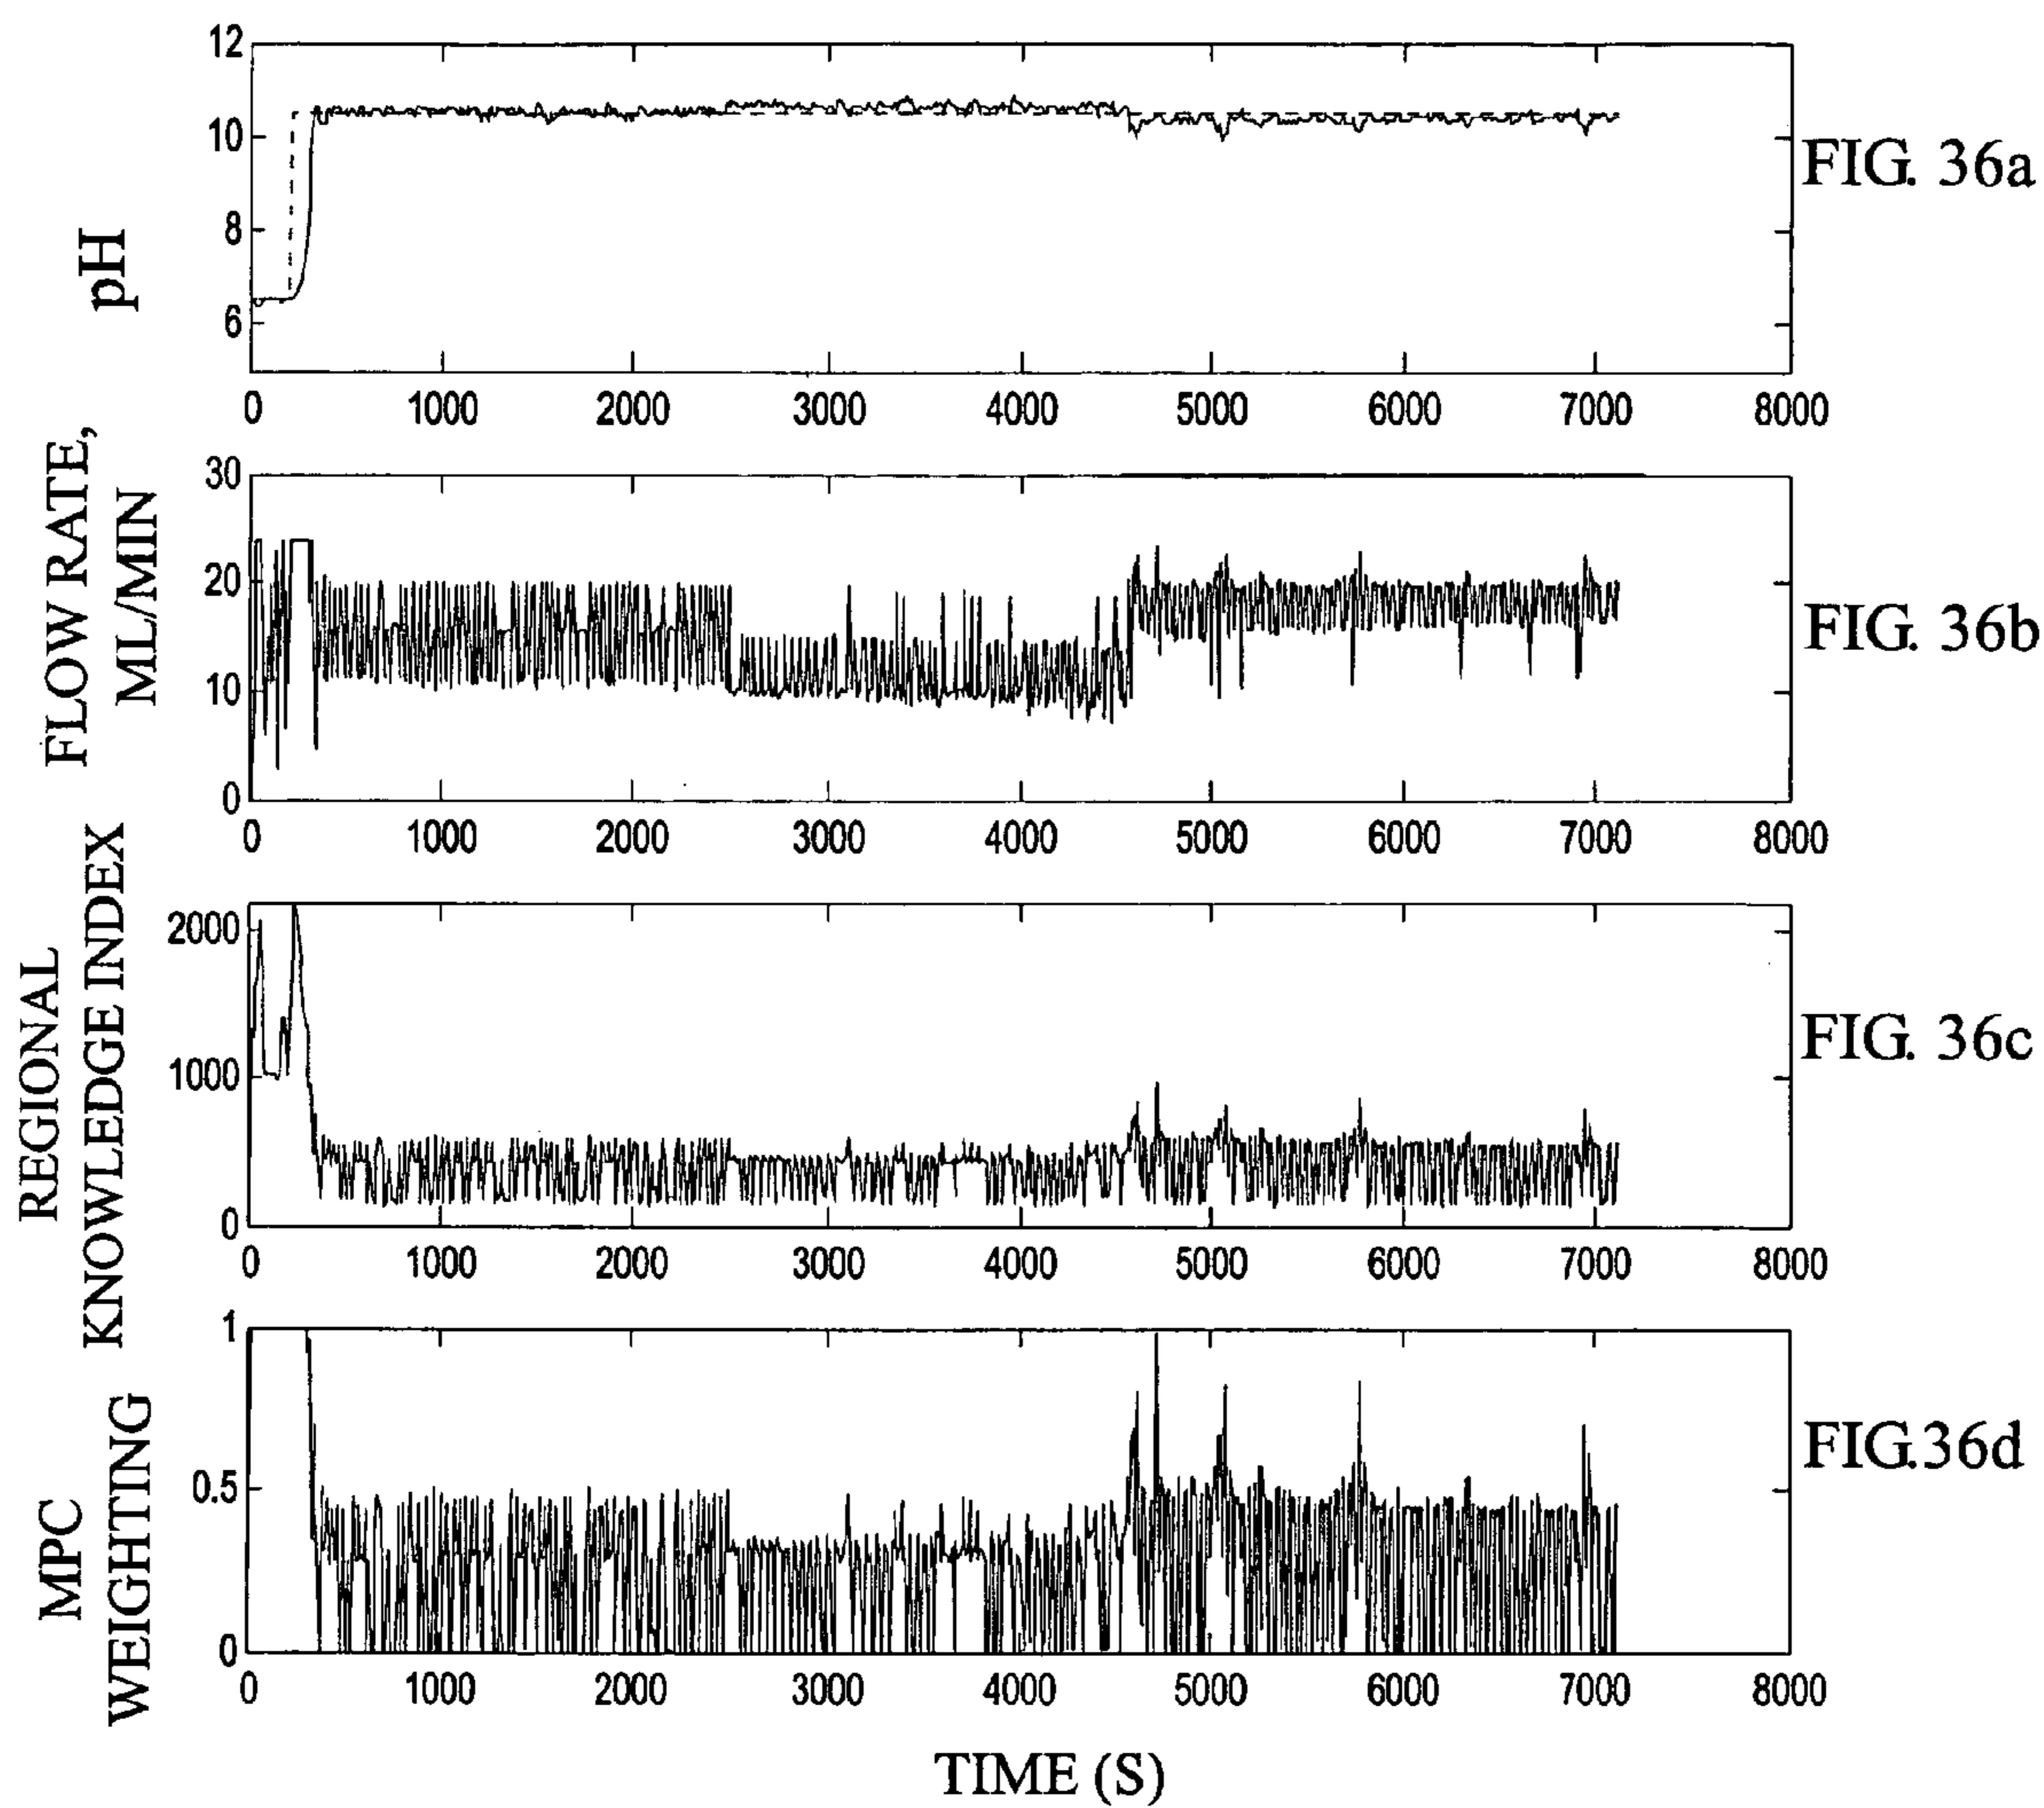 12
10
8
6
pH
0 1000 2000 3000 4000 5000 6000 7000 8000
FIG. 36a
30
20
10
0
FLOW RATE,
ML/MIN
0 1000 2000 3000 4000 5000 6000 7000 8000
FIG. 36b
2000
1000
0
REGIONAL
KNOWLEDGE INDEX
0 1000 2000 3000 4000 5000 6000 7000 8000
FIG. 36c
1
0.5
0
MPC
WEIGHTING
0 1000 2000 3000 4000 5000 6000 7000 8000
FIG.36d
TIME (S)